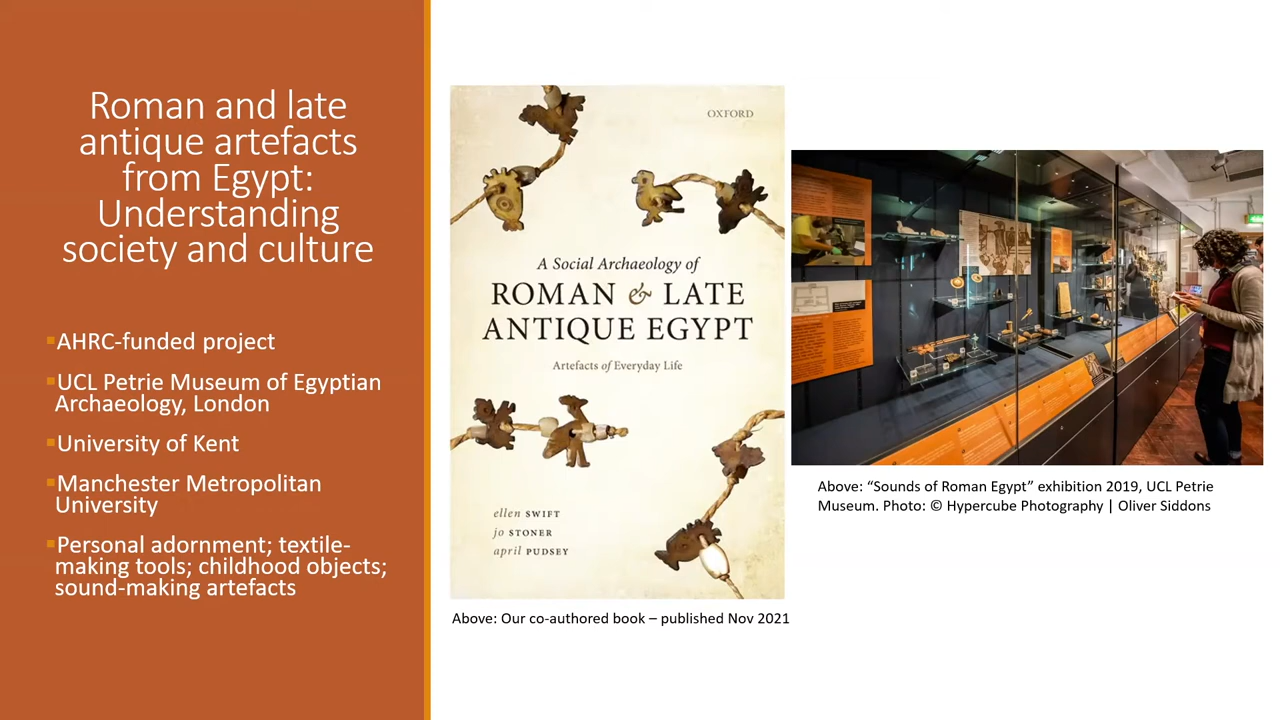 Roman and late
antique artefacts
from Egypt:
Understanding
society and culture
▪AHRC-funded project
▪UCL Petrie Museum of Egyptian
Archaeology, London
▪University of Kent
▪Manchester Metropolitan
University
▪Personal adornment; textile-
making tools; childhood objects;
sound-making artefacts
OXFORD
A Social Archaeology of
ROMAN & LATE
ANTIQUE EGYPT
Artefacts of Everyday Life
ellen SWIFT
jo STONER
april PUDSEY
Above: Our co-authored book – published Nov 2021
Above: “Sounds of Roman Egypt” exhibition 2019, UCL Petrie
Museum. Photo: © Hypercube Photography | Oliver Siddons